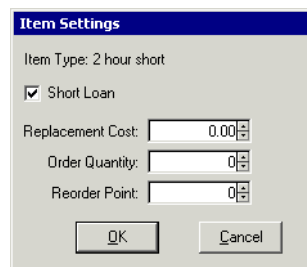 Item Settings
Item Type: 2 hour short
Short Loan
Replacement Cost: 0.00
Order Quantity: 0
Reorder Point: 0
OK Cancel